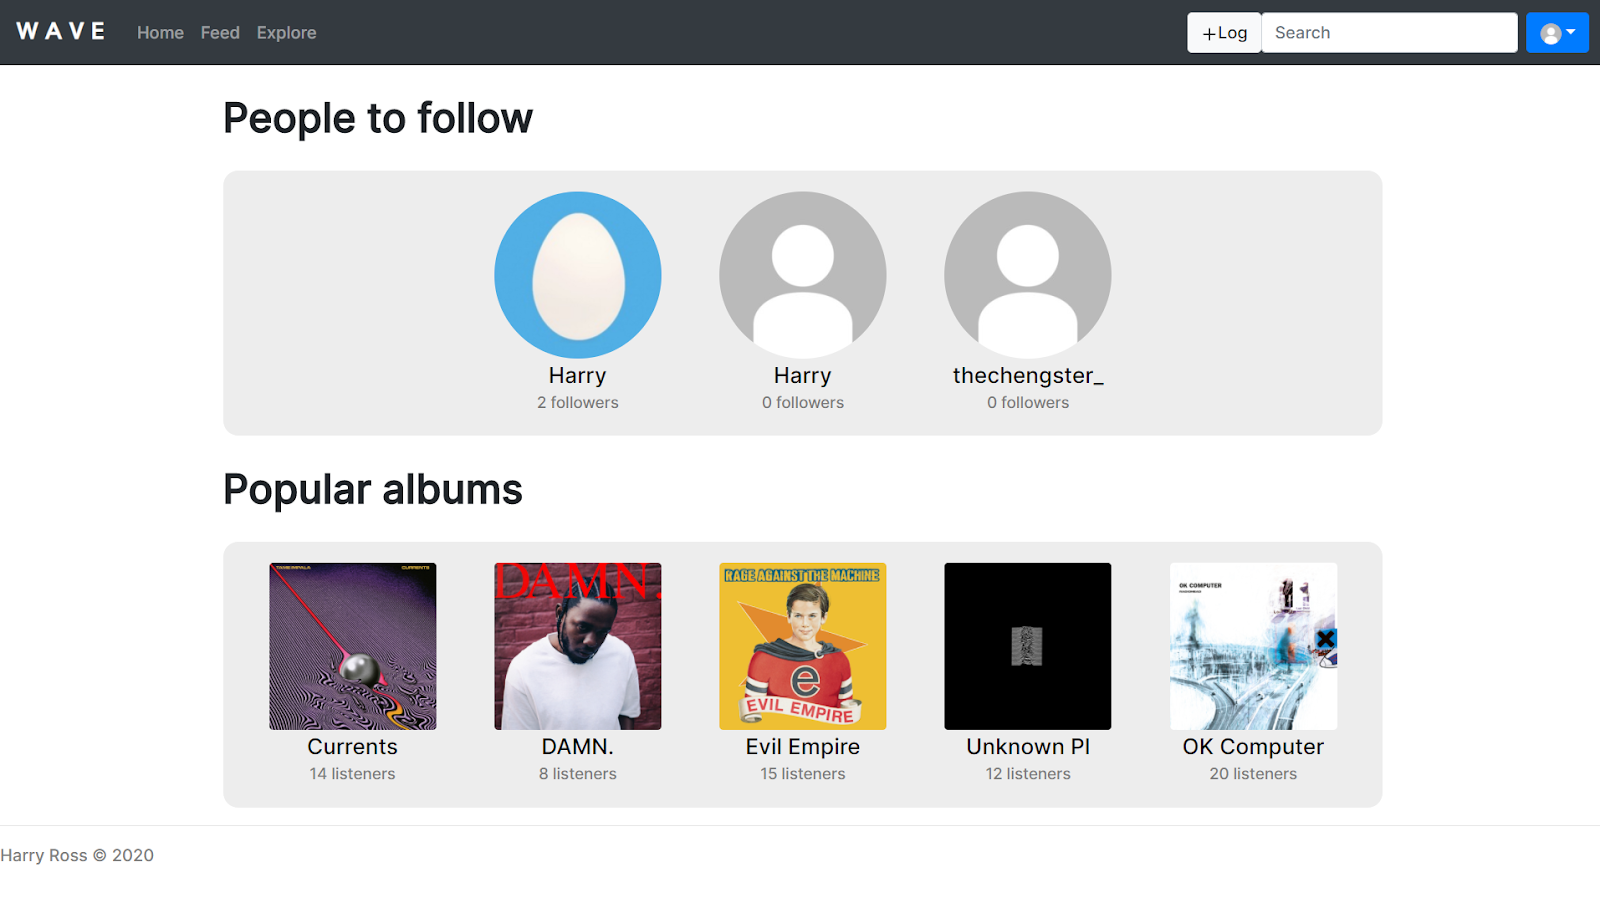 WAVE Home Feed Explore +Log Search
People to follow
Harry Harry thechengster_
2 followers 0 followers 0 followers
Popular albums
TAME IMPALA CURRENTS
DAMN.
RAGE AGAINST THE MACHINE
e
EVIL EMPIRE
OK COMPUTER
RADIOHEAD
Currents DAMN. Evil Empire Unknown Pl OK Computer
14 listeners 8 listeners 15 listeners 12 listeners 20 listeners
Harry Ross © 2020